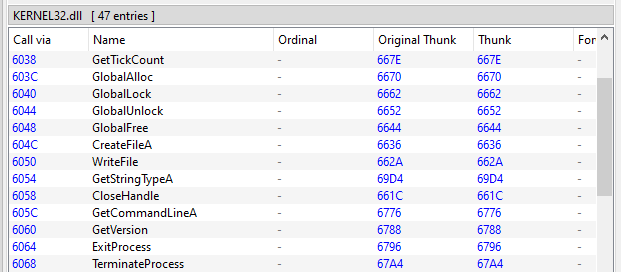 KERNEL32.dll [ 47 entries ]
Call via Name Ordinal Original Thunk Thunk For
6038 GetTickCount - 667E 667E -
603C GlobalAlloc - 6670 6670 -
6040 GlobalLock - 6662 6662 -
6044 GlobalUnlock - 6652 6652 -
6048 GlobalFree - 6644 6644 -
604C CreateFileA - 6636 6636 -
6050 WriteFile - 662A 662A -
6054 GetStringTypeA - 69D4 69D4 -
6058 CloseHandle - 661C 661C -
605C GetCommandLineA - 6776 6776 -
6060 GetVersion - 6788 6788 -
6064 ExitProcess - 6796 6796 -
6068 TerminateProcess - 67A4 67A4 -